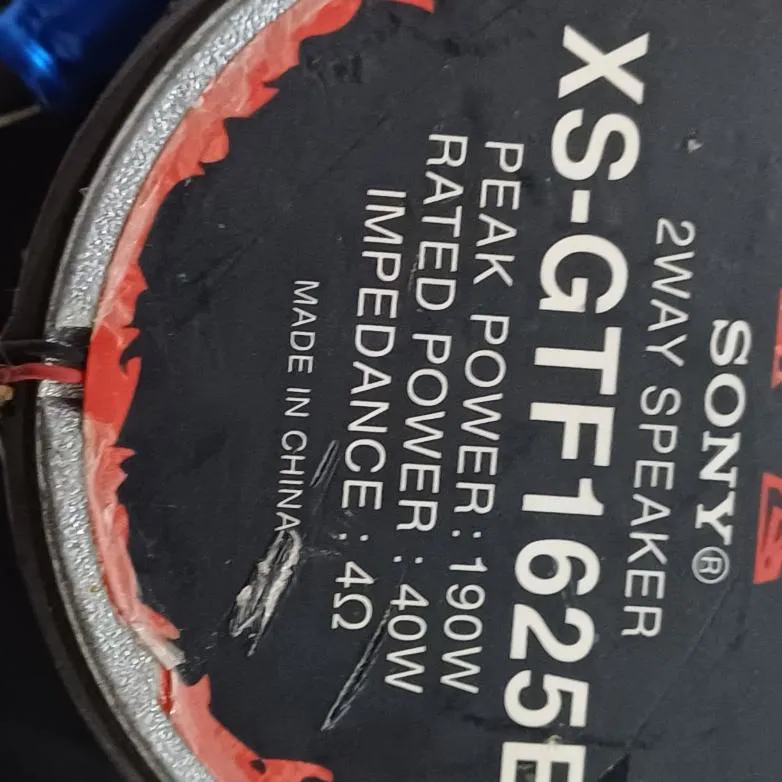 SONY®
2WAY SPEAKER
XS-GTF1625E
PEAK POWER : 190W
RATED POWER : 40W
IMPEDANCE : 4Ω
MADE IN CHINA